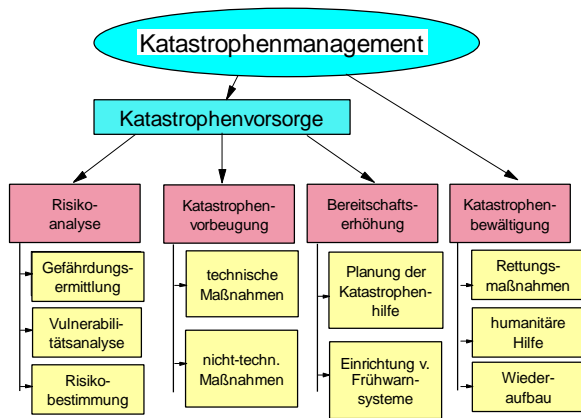 Katastrophenmanagement
Katastrophenvorsorge
Risiko-
analyse
Katastrophen-
vorbeugung
Bereitschafts-
erhöhung
Katastrophen-
bewältigung
Gefährdungs-
ermittlung
Vulnerabili-
tätsanalyse
Risiko-
bestimmung
technische
Maßnahmen
nicht-techn.
Maßnahmen
Planung der
Katastrophen-
hilfe
Einrichtung v.
Frühwarn-
systeme
Rettungs-
maßnahmen
humanitäre
Hilfe
Wieder-
aufbau